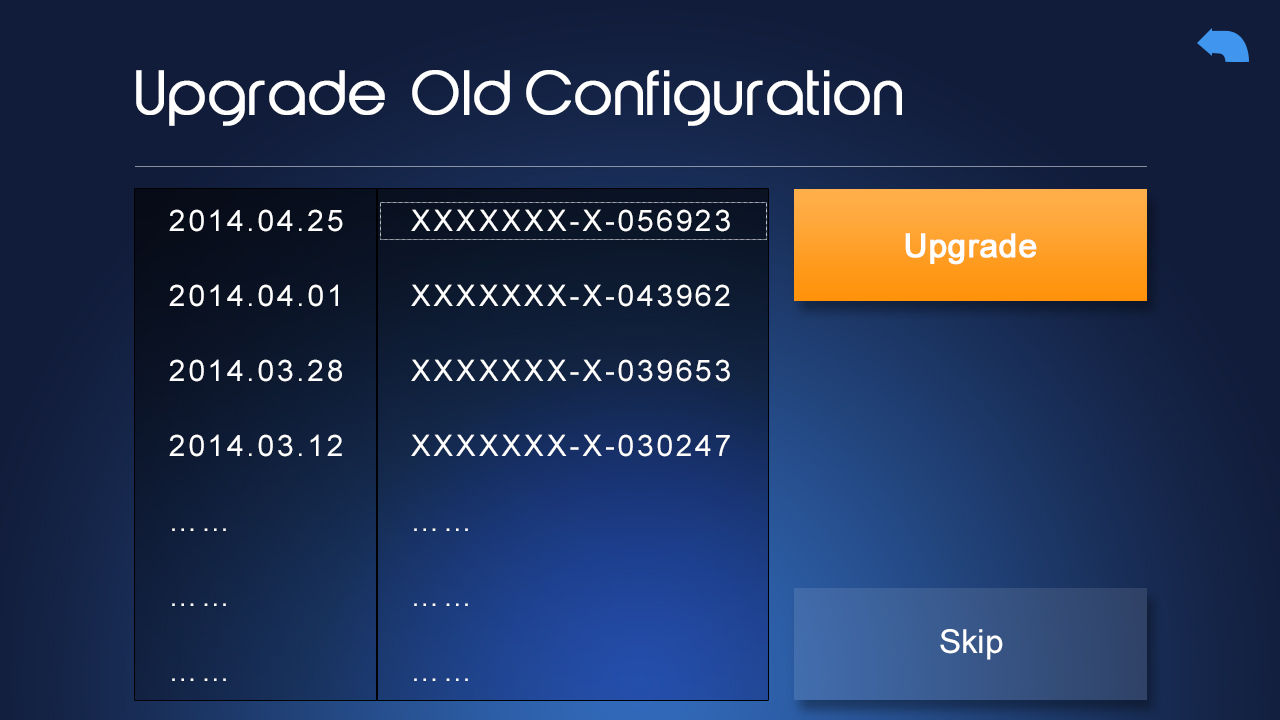 Upgrade Old Configuration
2014.04.25 XXXXXXX-X-056923
2014.04.01 XXXXXXX-X-043962
2014.03.28 XXXXXXX-X-039653
2014.03.12 XXXXXXX-X-030247
…… ……
…… ……
…… ……
Upgrade
Skip